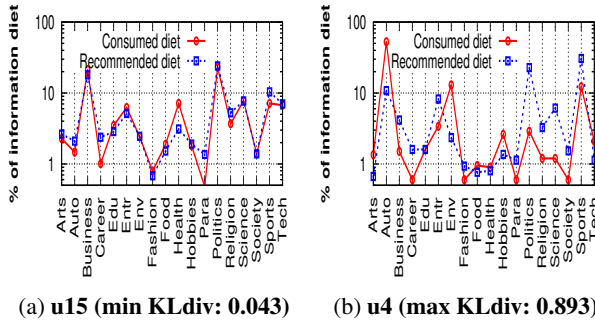 % of information diet
100
10
1
Consumed diet
Recommended diet
Arts
Auto
Business
Career
Edu
Entr
Env
Fashion
Food
Health
Hobbies
Para
Politics
Religion
Science
Society
Sports
Tech
(a) u15 (min KLdiv: 0.043)
% of information diet
100
10
1
Consumed diet
Recommended diet
Arts
Auto
Business
Career
Edu
Entr
Env
Fashion
Food
Health
Hobbies
Para
Politics
Religion
Science
Society
Sports
Tech
(b) u4 (max KLdiv: 0.893)